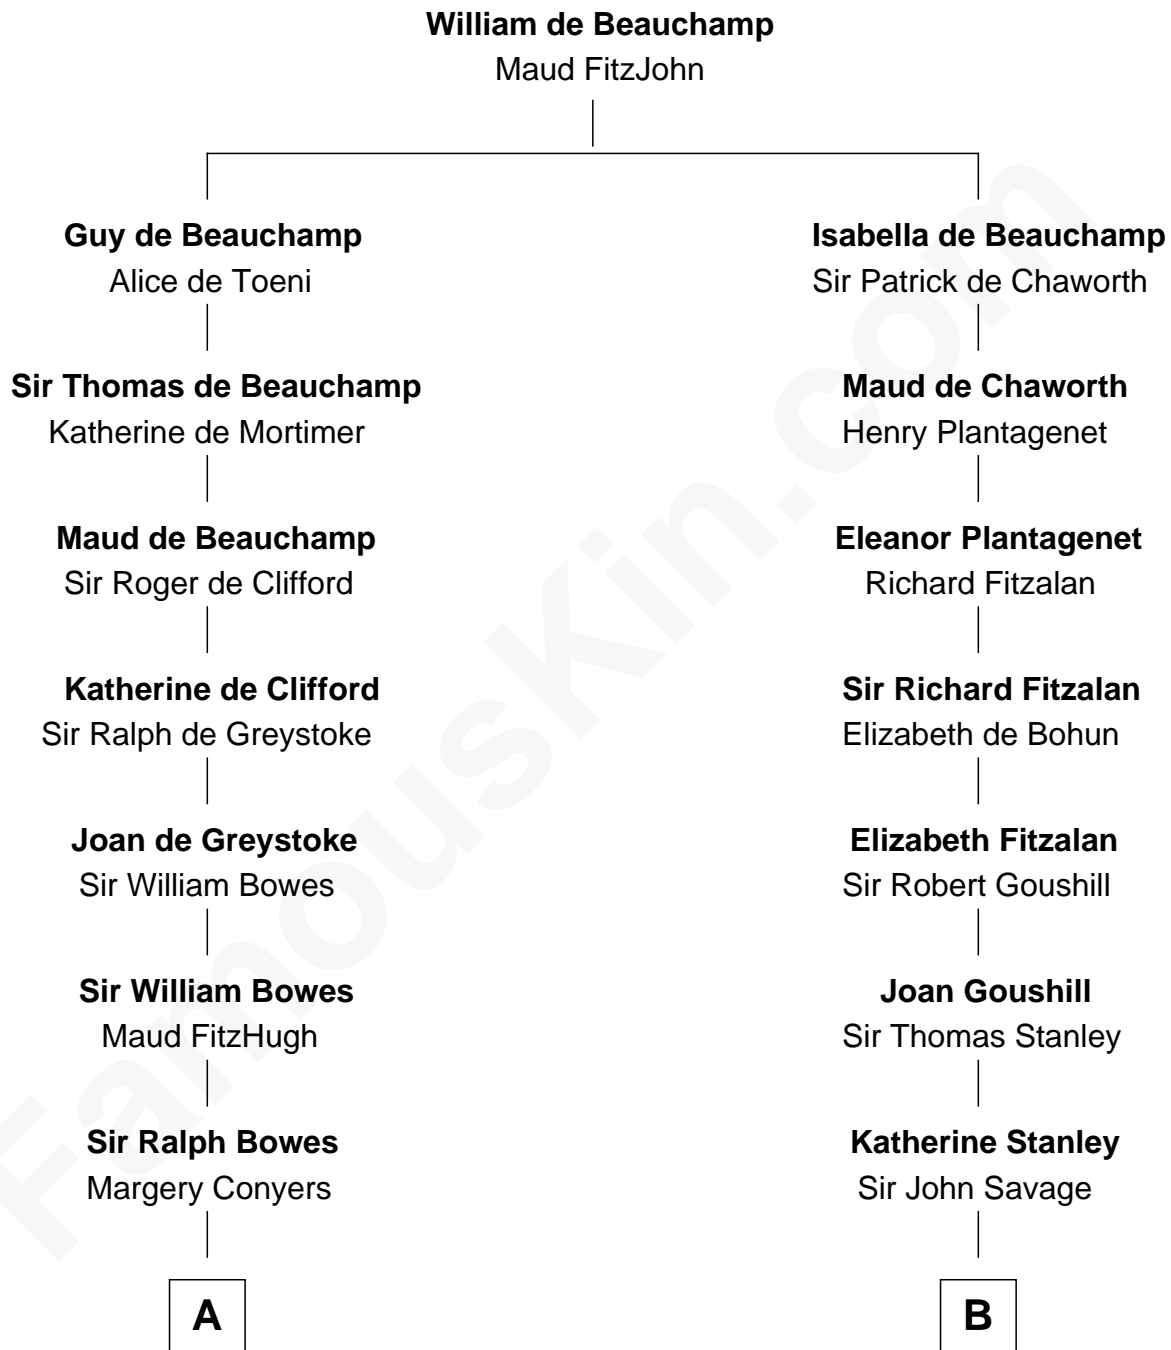 William de Beauchamp
Maud FitzJohn
Guy de Beauchamp
Alice de Toeni
Isabella de Beauchamp
Sir Patrick de Chaworth
Sir Thomas de Beauchamp
Katherine de Mortimer
Maud de Chaworth
Henry Plantagenet
Maud de Beauchamp
Sir Roger de Clifford
Eleanor Plantagenet
Richard Fitzalan
Katherine de Clifford
Sir Ralph de Greystoke
Sir Richard Fitzalan
Elizabeth de Bohun
Joan de Greystoke
Sir William Bowes
Elizabeth Fitzalan
Sir Robert Goushill
Sir William Bowes
Maud FitzHugh
Joan Goushill
Sir Thomas Stanley
Sir Ralph Bowes
Margery Conyers
Katherine Stanley
Sir John Savage
A
B
FamousKin.com